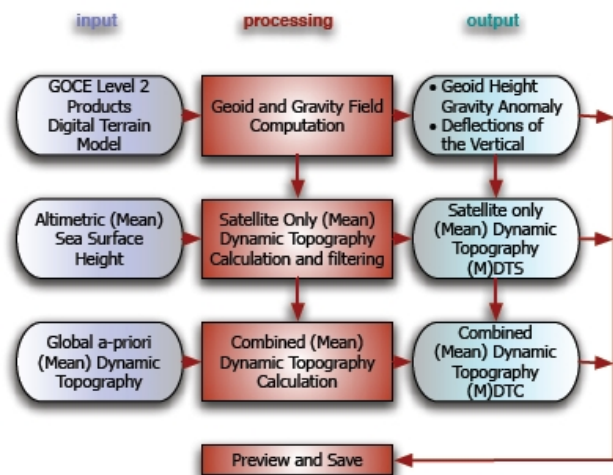 input
processing
output
GOCE Level 2
Products
Digital Terrain
Model
Geoid and Gravity Field
Computation
• Geoid Height
Gravity Anomaly
• Deflections of
the Vertical
Altimetric (Mean)
Sea Surface
Height
Satellite Only (Mean)
Dynamic Topography
Calculation and filtering
Satellite only
(Mean) Dynamic
Topography
(M)DTS
Global a-priori
(Mean) Dynamic
Topography
Combined (Mean)
Dynamic Topography
Calculation
Combined
(Mean) Dynamic
Topography
(M)DTC
Preview and Save